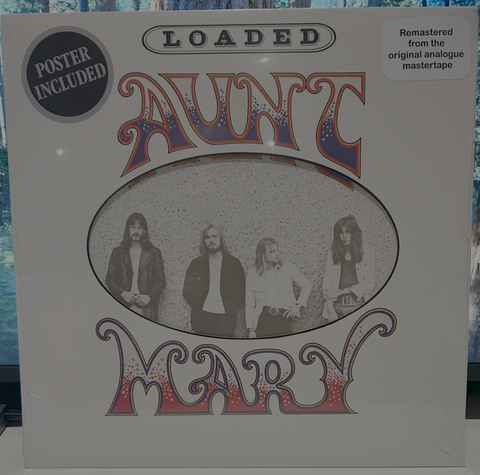 LOADED
POSTER
INCLUDED
Remastered
from the
original analogue
mastertape
AUNT
MARY